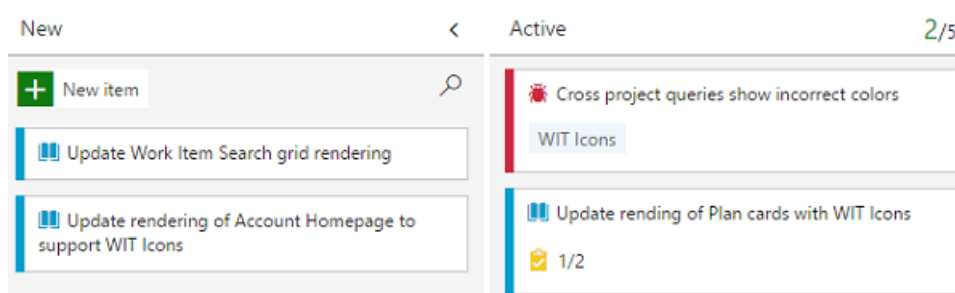 New
Active
2/5
New item
Update Work Item Search grid rendering
Update rendering of Account Homepage to
support WIT Icons
Cross project queries show incorrect colors
WIT Icons
Update rending of Plan cards with WIT Icons
1/2